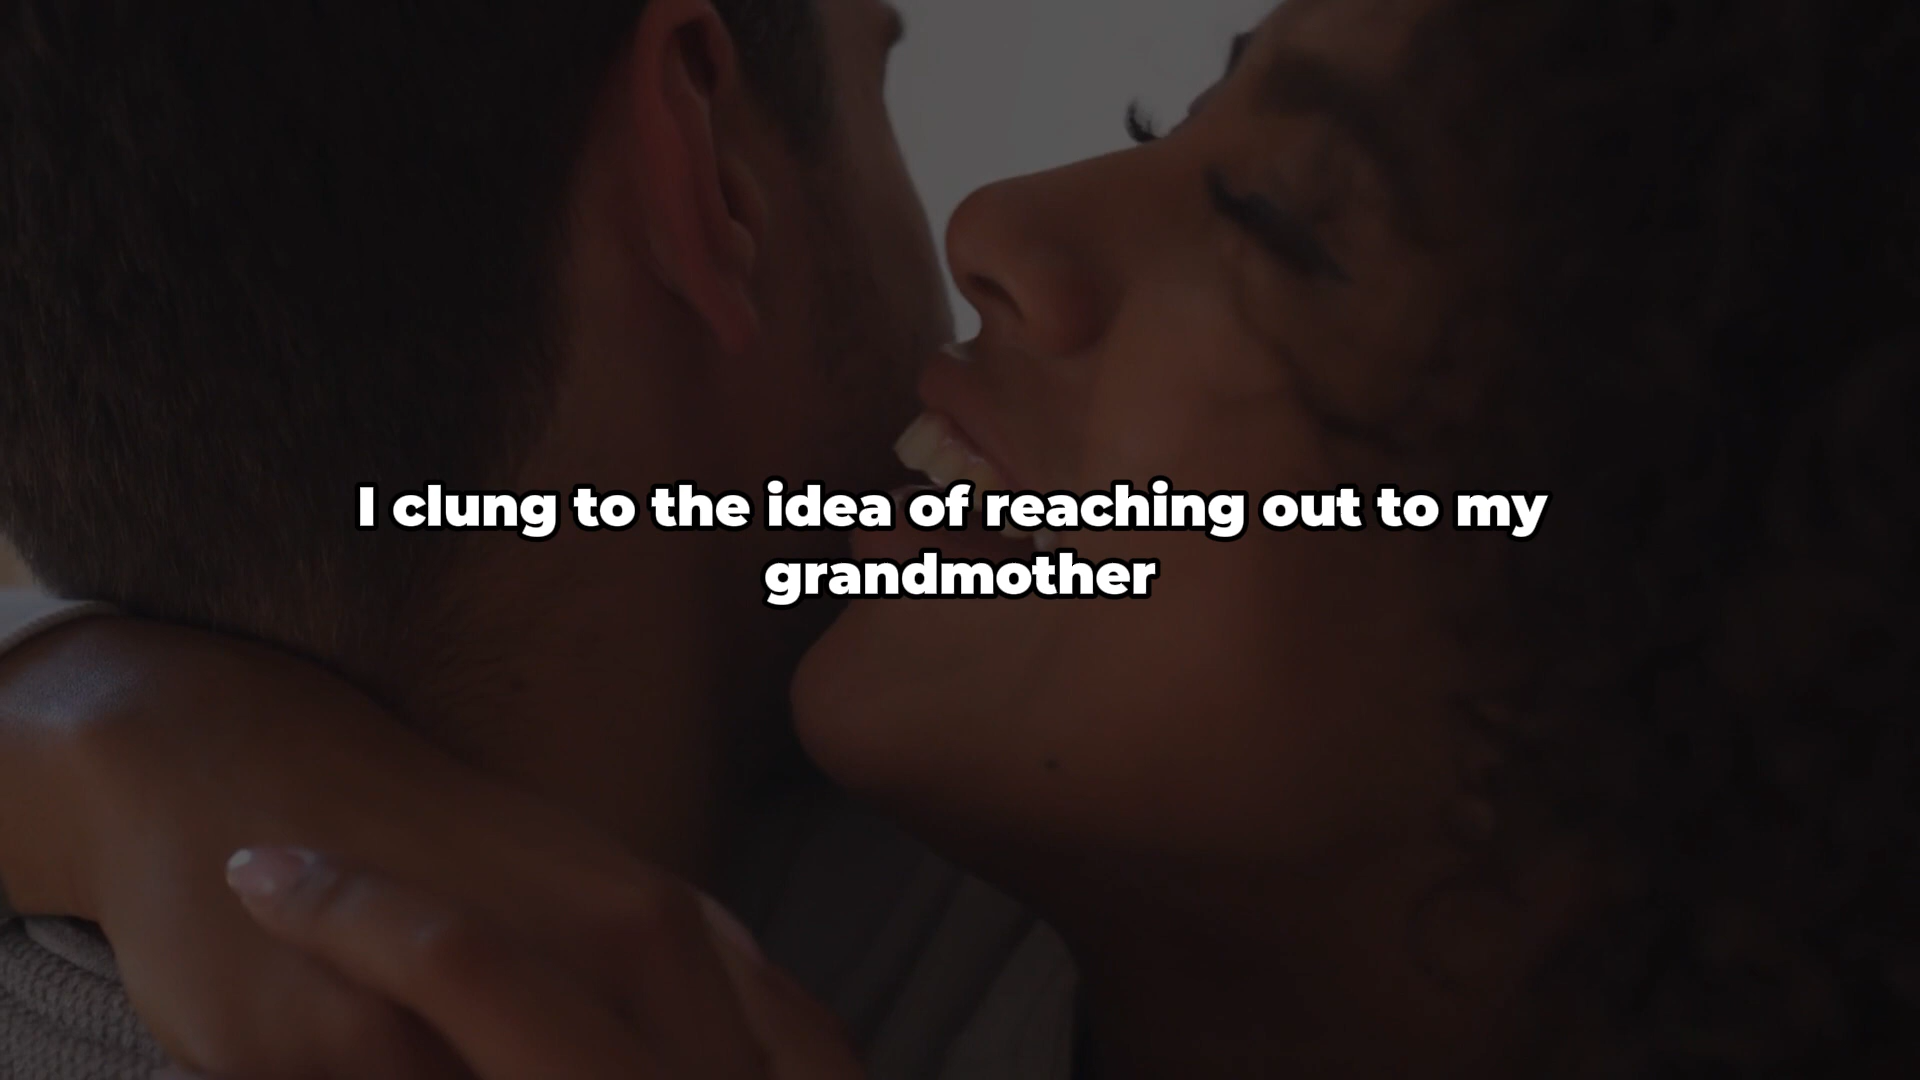 I clung to the idea of reaching out to my
grandmother